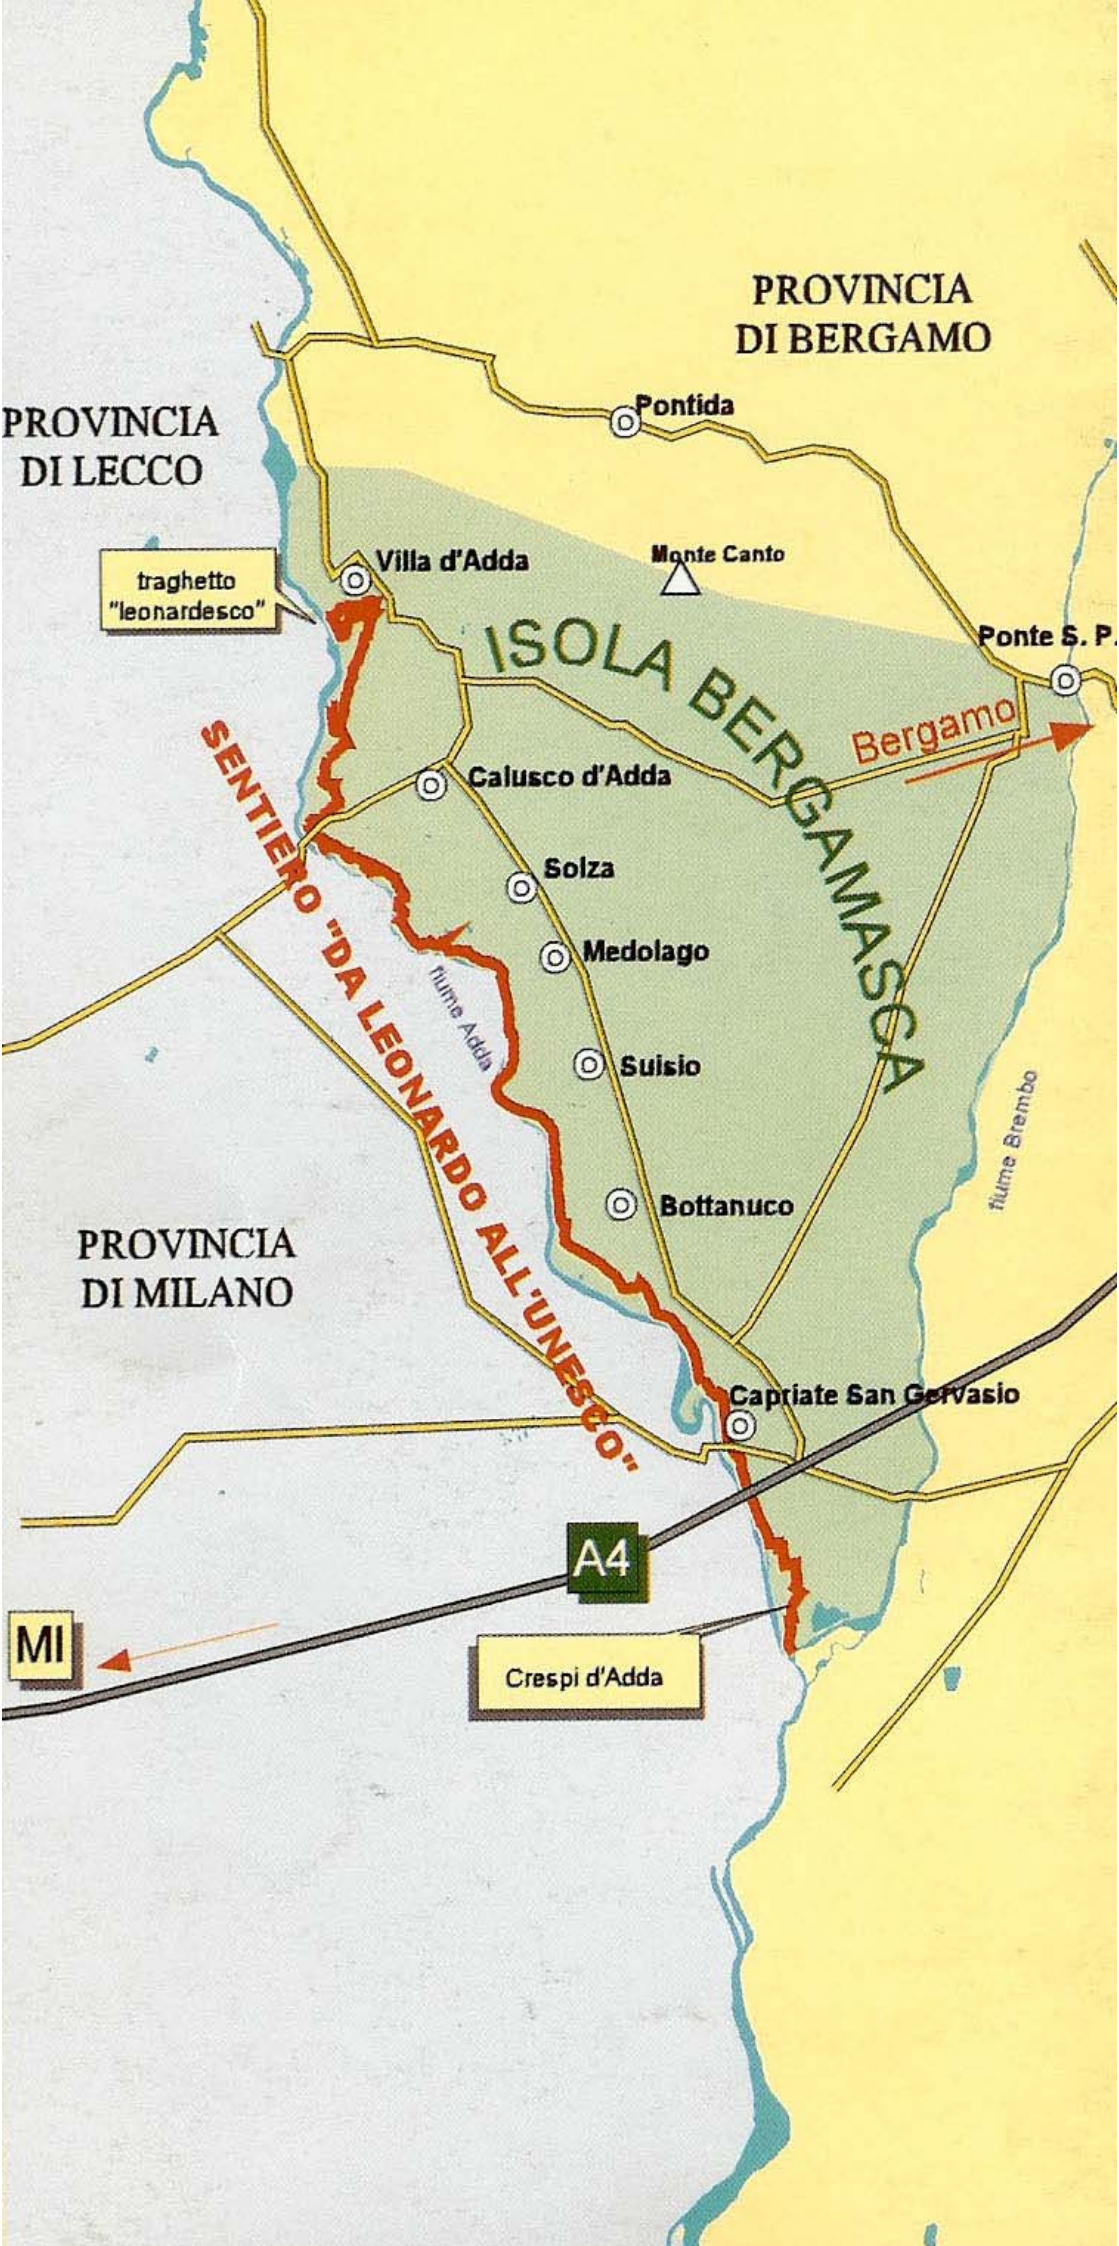 PROVINCIA
DI BERGAMO
Pontida
PROVINCIA
DI LECCO
Monte Canto
Villa d'Adda
traghetto
"leonardesco"
ISOLA BERGAMASCA
Ponte S. P.
Bergamo
Calusco d'Adda
SENTIERO "DA LEONARDO ALL'UNESCO"
Solza
Medolago
fiume Adda
Suisio
fiume Brembo
Bottanuco
PROVINCIA
DI MILANO
Capriate San Gervasio
A4
MI
Crespi d'Adda